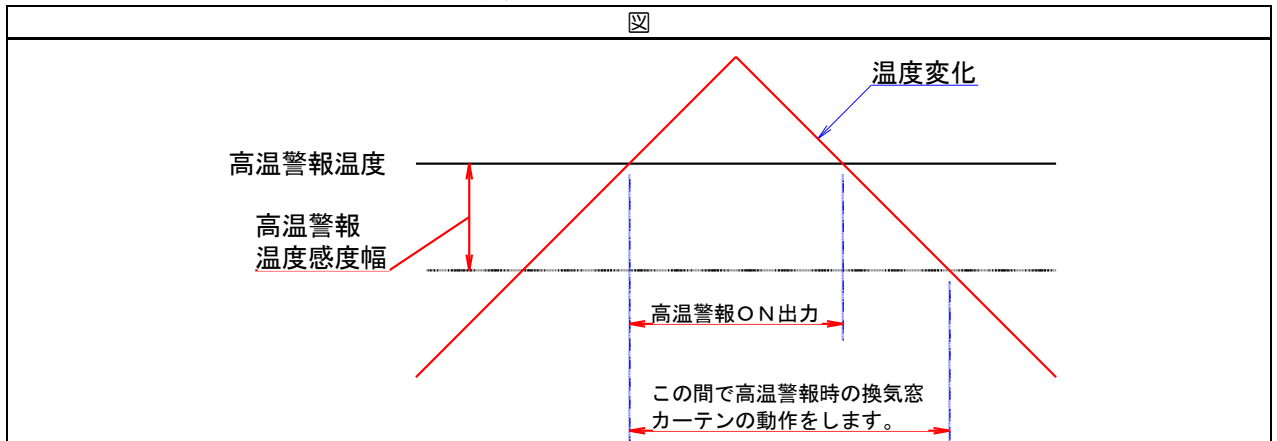 図
温度変化
高温警報温度
高温警報
温度感度幅
高温警報ＯＮ出力
この間で高温警報時の換気窓
カーテンの動作をします。